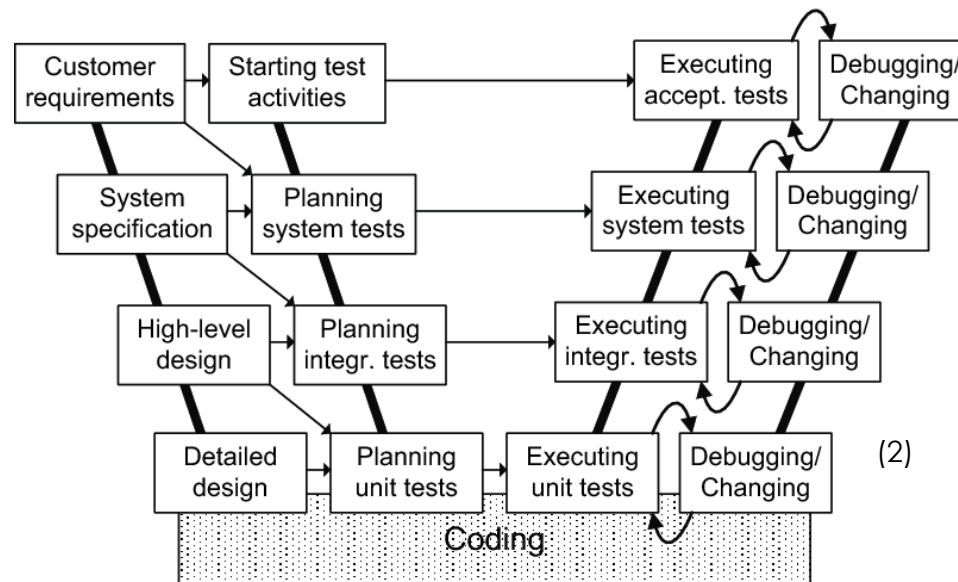 Customer
requirements
Starting test
activities
Executing
accept. tests
Debugging/
Changing
System
specification
Planning
system tests
Executing
system tests
Debugging/
Changing
High-level
design
Planning
integr. tests
Executing
integr. tests
Debugging/
Changing
Detailed
design
Planning
unit tests
Executing
unit tests
Debugging/
Changing
(2)
Coding